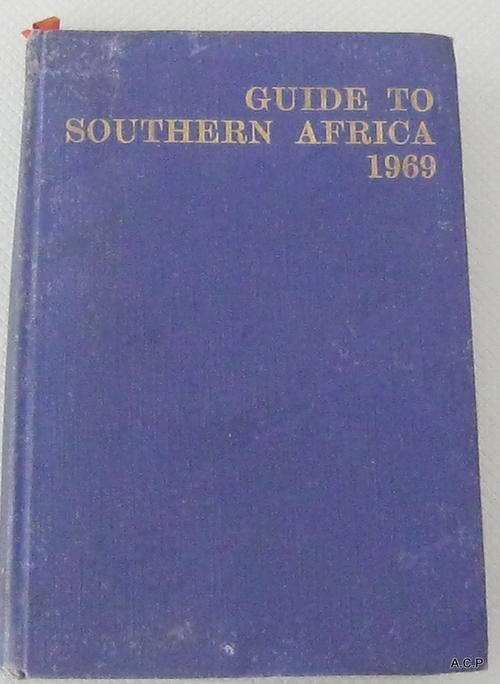 GUIDE TO
SOUTHERN AFRICA
1969
A.C.P